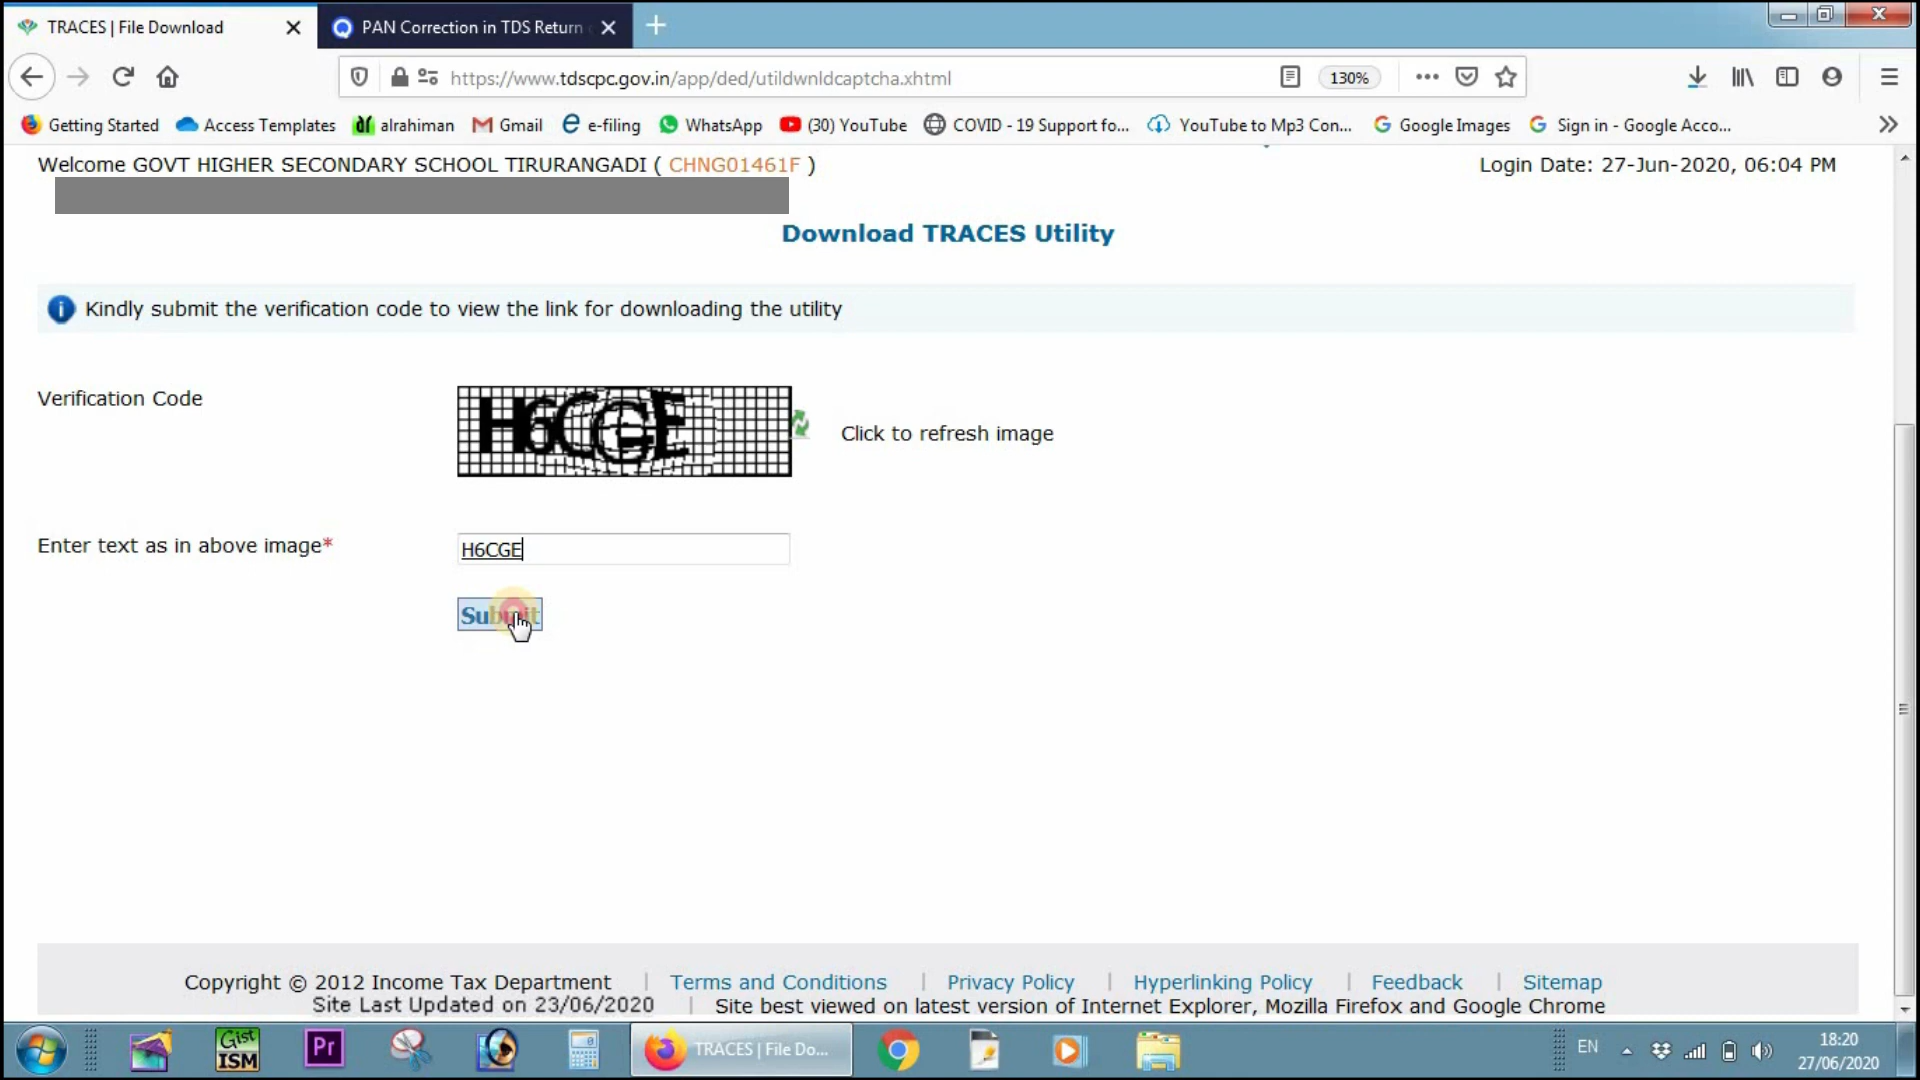 TRACES | File Download
PAN Correction in TDS Return
https://www.tdscpc.gov.in/app/ded/utildwnldcaptcha.xhtml
130%
Getting Started
Access Templates
alrahiman
Gmail
e-filing
WhatsApp
(30) YouTube
COVID - 19 Support fo...
YouTube to Mp3 Con...
Google Images
Sign in - Google Acco...
Welcome GOVT HIGHER SECONDARY SCHOOL TIRURANGADI ( CHNG01461F )
Login Date: 27-Jun-2020, 06:04 PM
Download TRACES Utility
Kindly submit the verification code to view the link for downloading the utility
Verification Code
H6CGE
Click to refresh image
Enter text as in above image*
H6CGE
Submit
Copyright © 2012 Income Tax Department | Terms and Conditions | Privacy Policy | Hyperlinking Policy | Feedback | Sitemap
Site Last Updated on 23/06/2020 | Site best viewed on latest version of Internet Explorer, Mozilla Firefox and Google Chrome
Gist
ISM
Pr
TRACES | File Do...
EN
18:20
27/06/2020